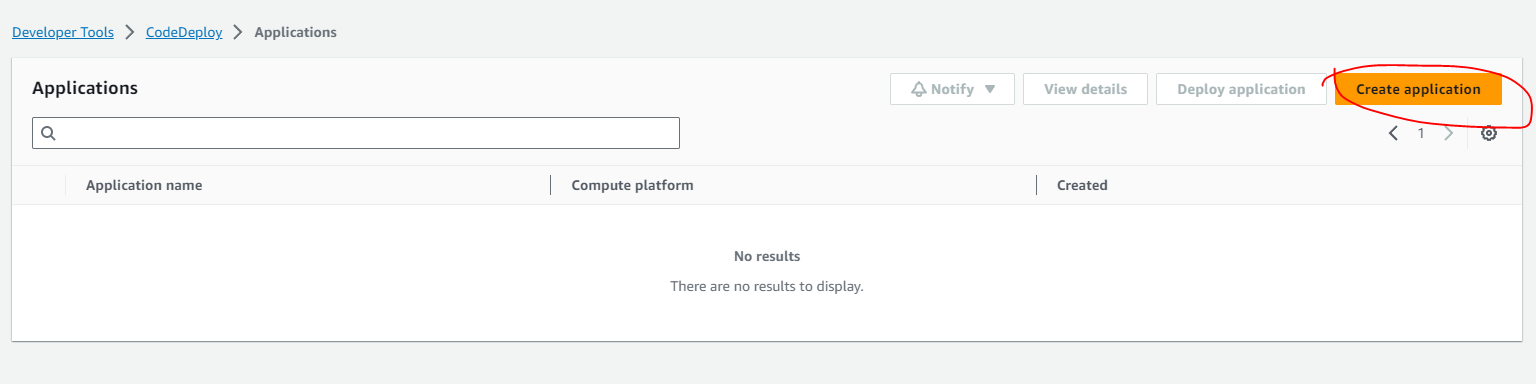 Developer Tools > CodeDeploy > Applications
Applications
Notify
View details
Deploy application
Create application
1
Application name
Compute platform
Created
No results
There are no results to display.